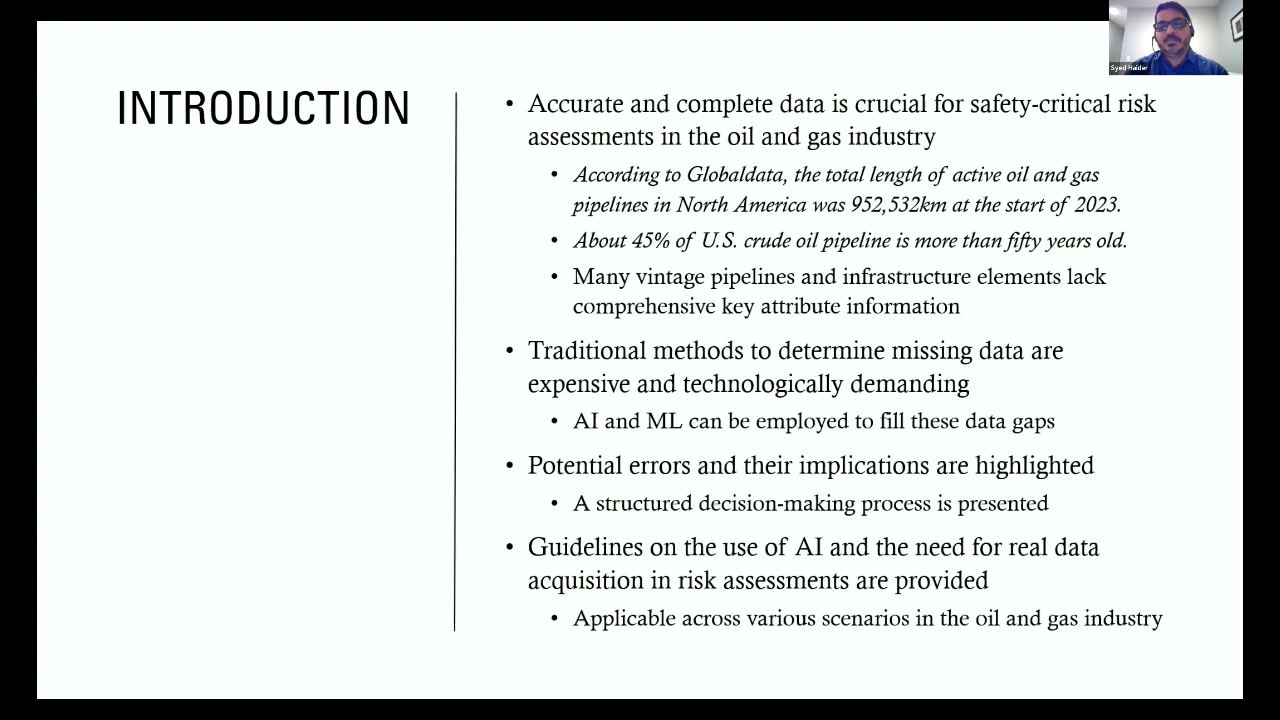 Syed Haider
INTRODUCTION
• Accurate and complete data is crucial for safety-critical risk
assessments in the oil and gas industry
• According to Globaldata, the total length of active oil and gas
pipelines in North America was 952,532km at the start of 2023.
• About 45% of U.S. crude oil pipeline is more than fifty years old.
• Many vintage pipelines and infrastructure elements lack
comprehensive key attribute information
• Traditional methods to determine missing data are
expensive and technologically demanding
• AI and ML can be employed to fill these data gaps
• Potential errors and their implications are highlighted
• A structured decision-making process is presented
• Guidelines on the use of AI and the need for real data
acquisition in risk assessments are provided
• Applicable across various scenarios in the oil and gas industry